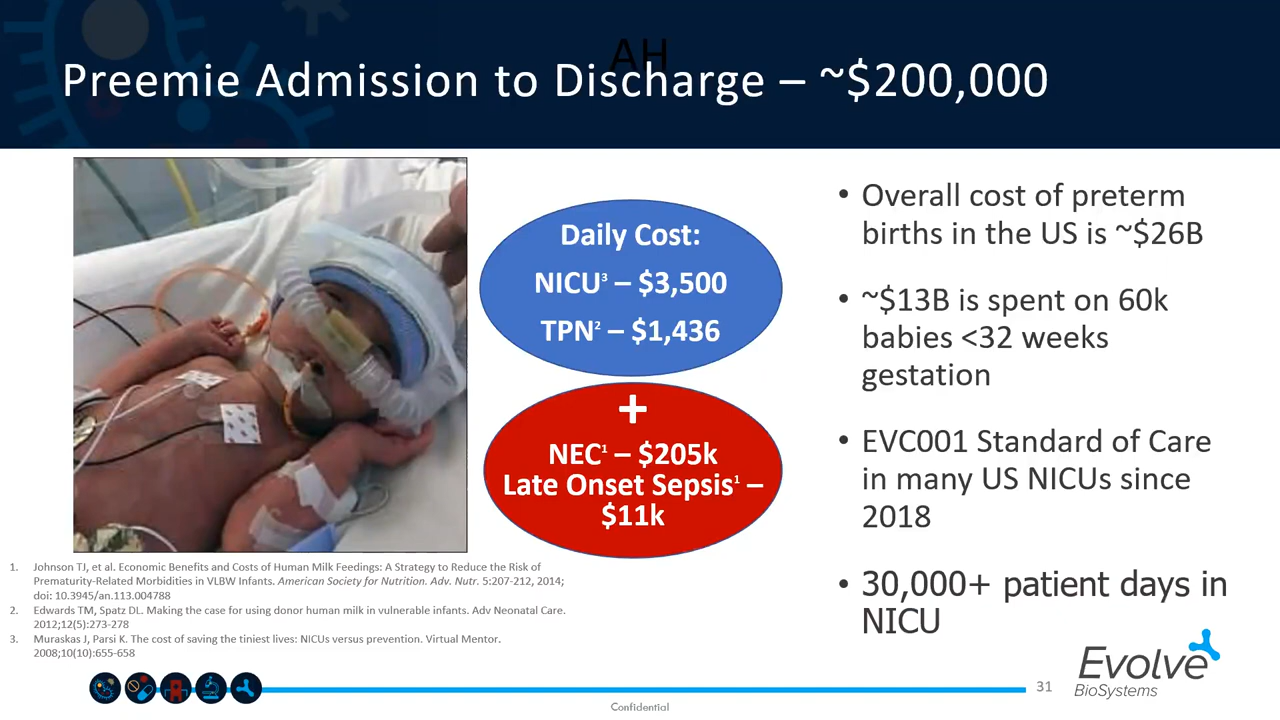 AH
Preemie Admission to Discharge – ~$200,000
Daily Cost:
NICU³ – $3,500
TPN² – $1,436
+
NEC¹ – $205k
Late Onset Sepsis¹ –
$11k
• Overall cost of preterm
births in the US is ~$26B
• ~$13B is spent on 60k
babies <32 weeks
gestation
• EVC001 Standard of Care
in many US NICUs since
2018
• 30,000+ patient days in
NICU
1. Johnson TJ, et al. Economic Benefits and Costs of Human Milk Feedings: A Strategy to Reduce the Risk of
Prematurity-Related Morbidities in VLBW Infants. American Society for Nutrition. Adv. Nutr. 5:207-212, 2014;
doi: 10.3945/an.113.004788
2. Edwards TM, Spatz DL. Making the case for using donor human milk in vulnerable infants. Adv Neonatal Care.
2012;12(5):273-278
3. Muraskas J, Parsi K. The cost of saving the tiniest lives: NICUs versus prevention. Virtual Mentor.
2008;10(10):655-658
Evolve
BioSystems
31
Confidential